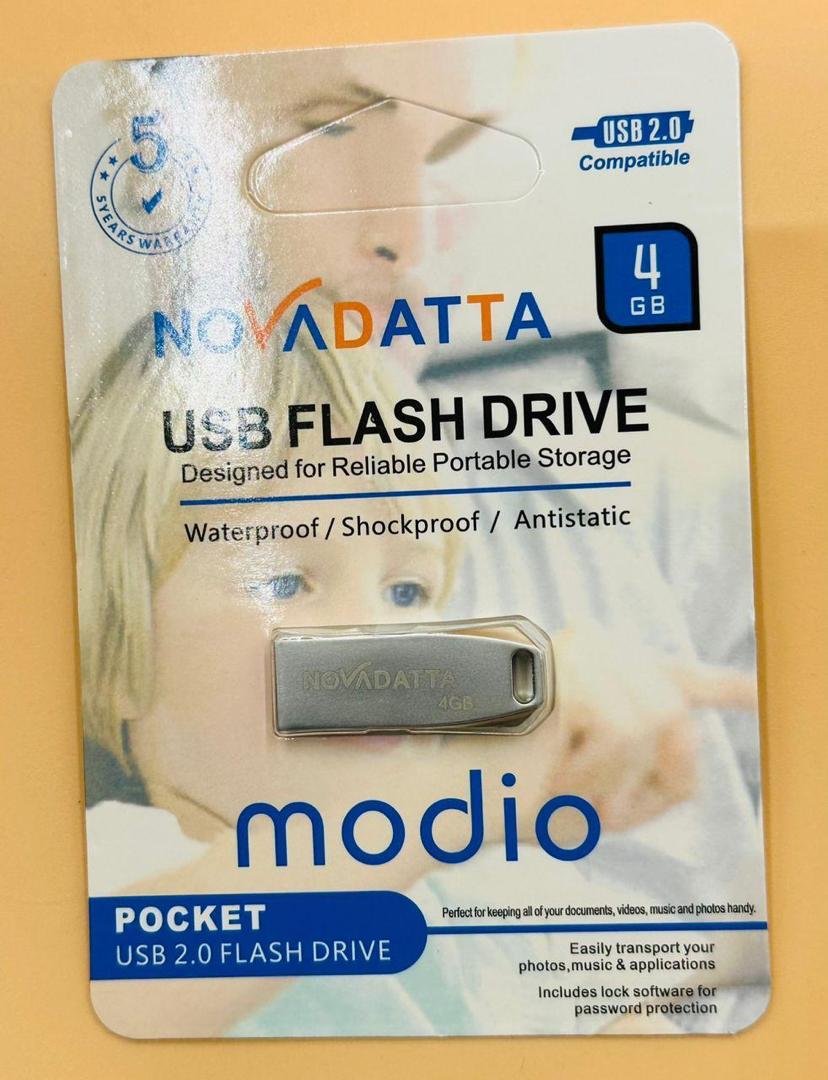 5
5 YEARS WARRANTY
USB 2.0
Compatible
4
GB
NOVADATTA
USB FLASH DRIVE
Designed for Reliable Portable Storage
Waterproof / Shockproof / Antistatic
NOVADATTA
4GB
modio
POCKET
USB 2.0 FLASH DRIVE
Perfect for keeping all of your documents, videos, music and photos handy.
Easily transport your
photos,music & applications
Includes lock software for
password protection